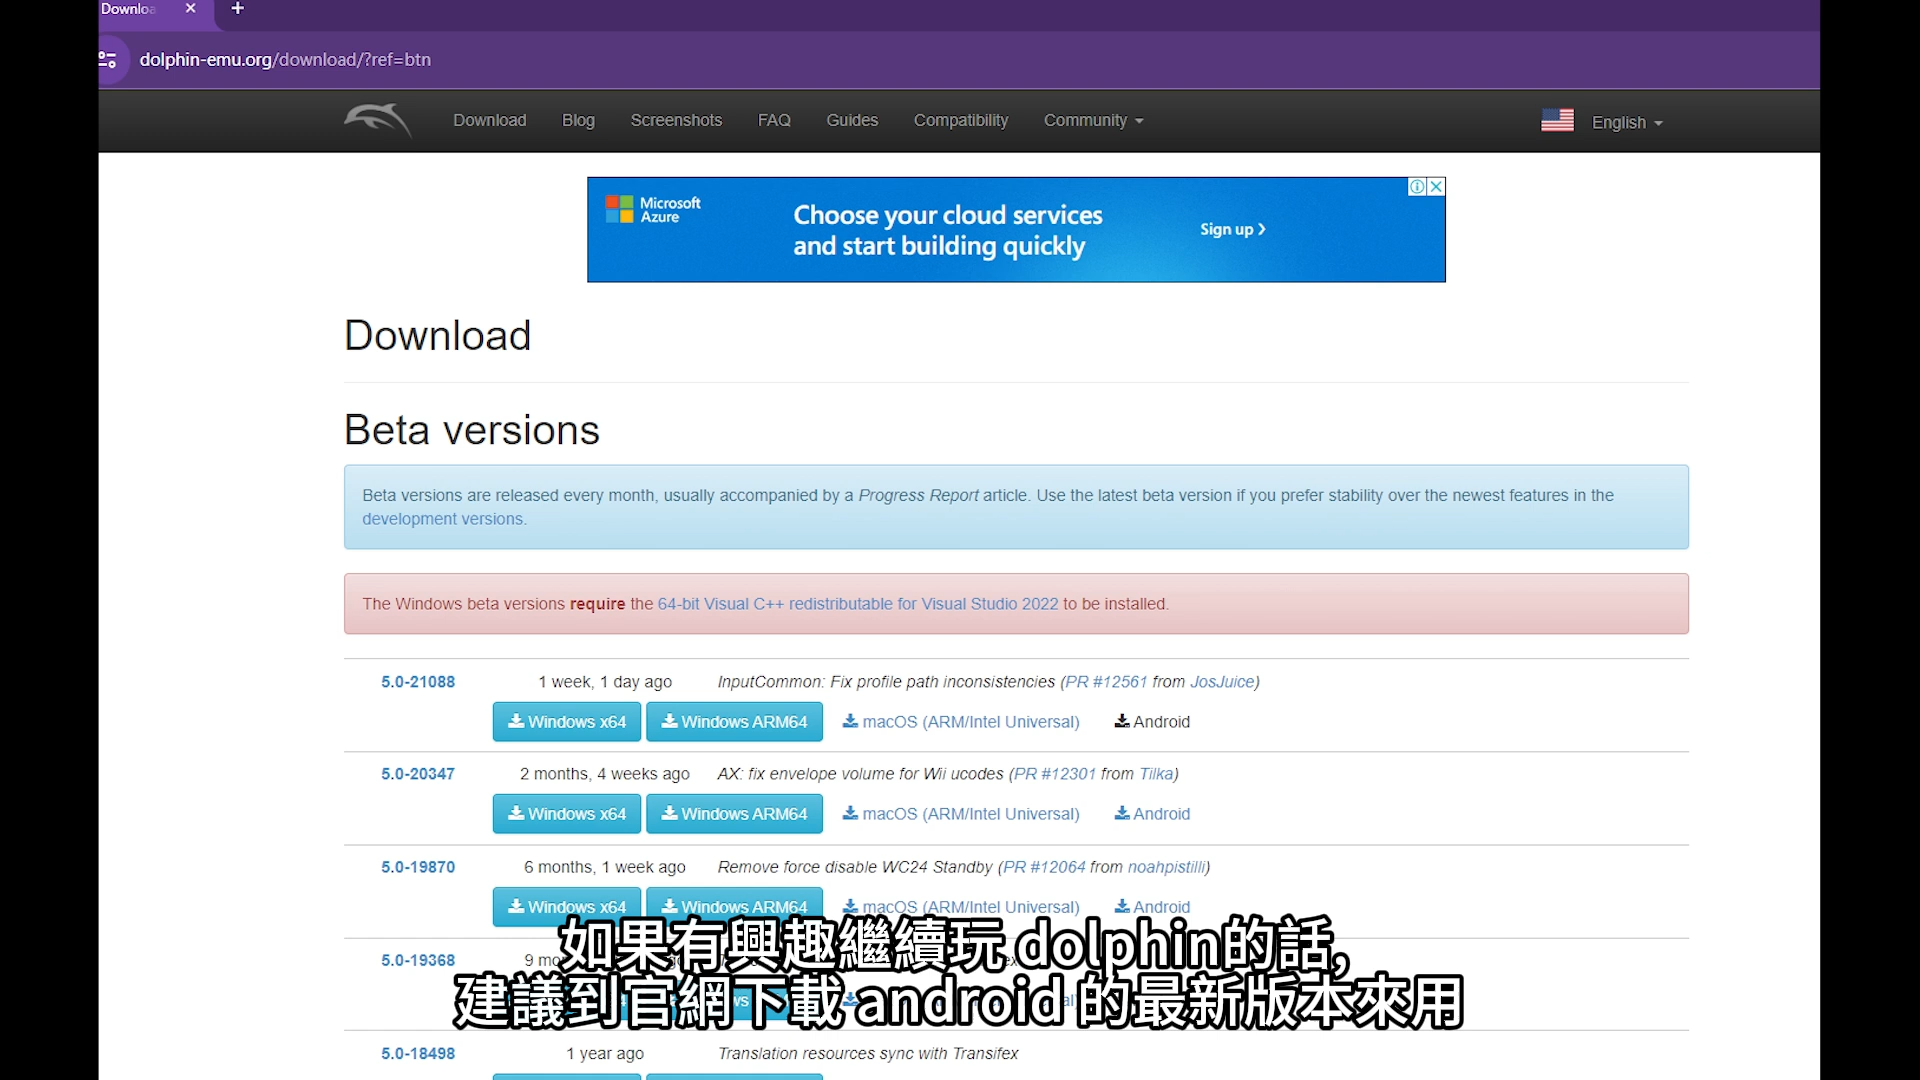 Downloa
dolphin-emu.org/download/?ref=btn
Download Blog Screenshots FAQ Guides Compatibility Community English
Microsoft Azure
Choose your cloud services
and start building quickly
Sign up
Download
Beta versions
Beta versions are released every month, usually accompanied by a Progress Report article. Use the latest beta version if you prefer stability over the newest features in the
development versions.
The Windows beta versions require the 64-bit Visual C++ redistributable for Visual Studio 2022 to be installed.
5.0-21088 1 week, 1 day ago InputCommon: Fix profile path inconsistencies (PR #12561 from JosJuice)
Windows x64 Windows ARM64 macOS (ARM/Intel Universal) Android
5.0-20347 2 months, 4 weeks ago AX: fix envelope volume for Wii ucodes (PR #12301 from Tilka)
Windows x64 Windows ARM64 macOS (ARM/Intel Universal) Android
5.0-19870 6 months, 1 week ago Remove force disable WC24 Standby (PR #12064 from noahpistilli)
Windows x64 Windows ARM64 macOS (ARM/Intel Universal) Android
5.0-19368
如果有興趣繼續玩 dolphin的話,
建議到官網下載 android 的最新版本來用
5.0-18498 1 year ago Translation resources sync with Transifex